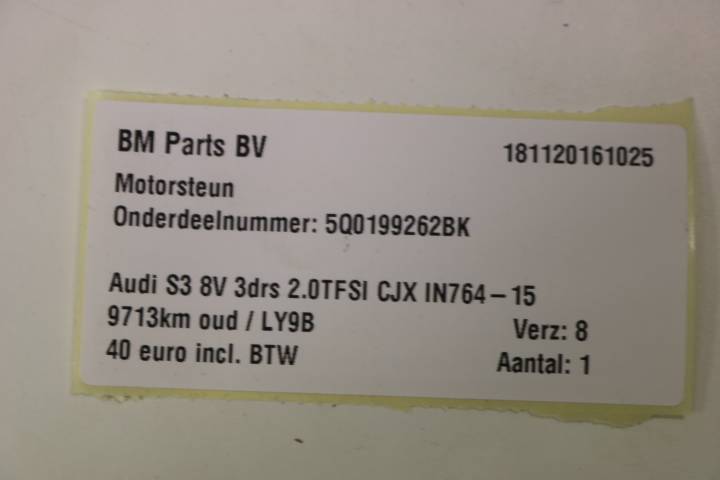 BM Parts BV 181120161025
Motorsteun
Onderdeelnummer: 5Q0199262BK
Audi S3 8V 3drs 2.0TFSI CJX IN764-15
9713km oud / LY9B Verz: 8
40 euro incl. BTW Aantal: 1